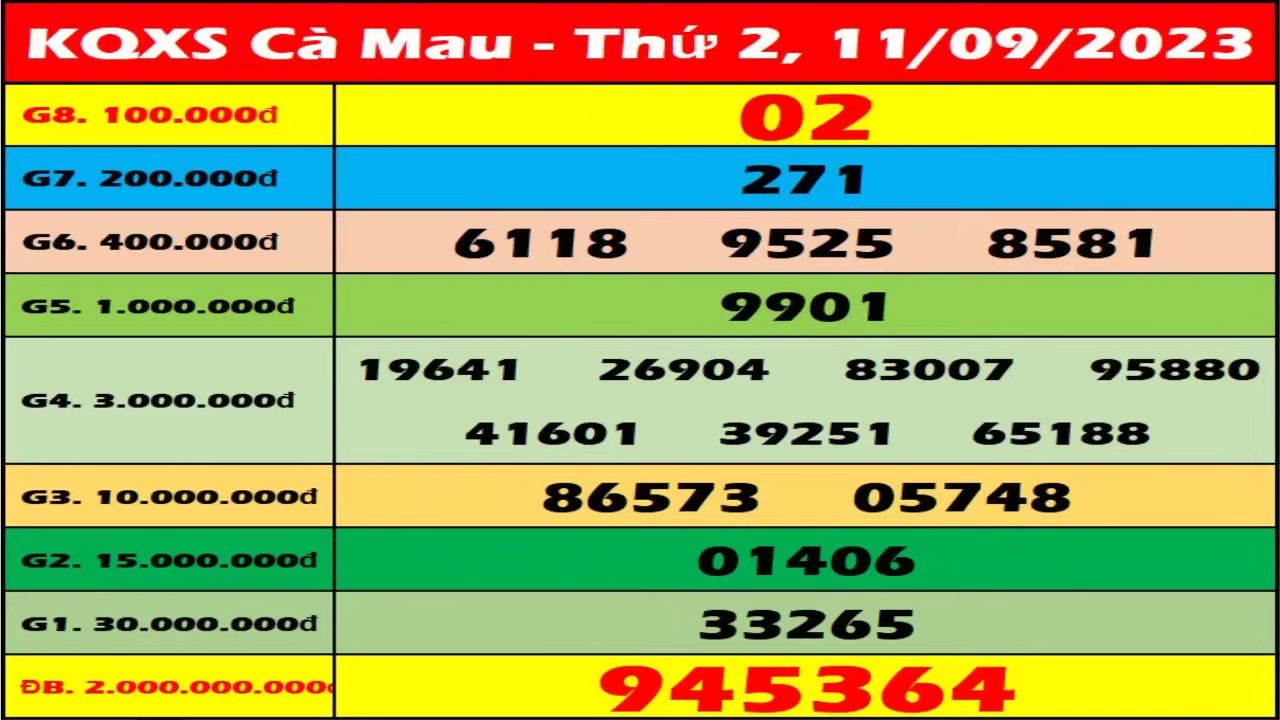 KQXS Cà Mau - Thứ 2, 11/09/2023
G8. 100.000đ 02
G7. 200.000đ 271
G6. 400.000đ 6118 9525 8581
G5. 1.000.000đ 9901
G4. 3.000.000đ 19641 26904 83007 95880
41601 39251 65188
G3. 10.000.000đ 86573 05748
G2. 15.000.000đ 01406
G1. 30.000.000đ 33265
ĐB. 2.000.000.000đ 945364